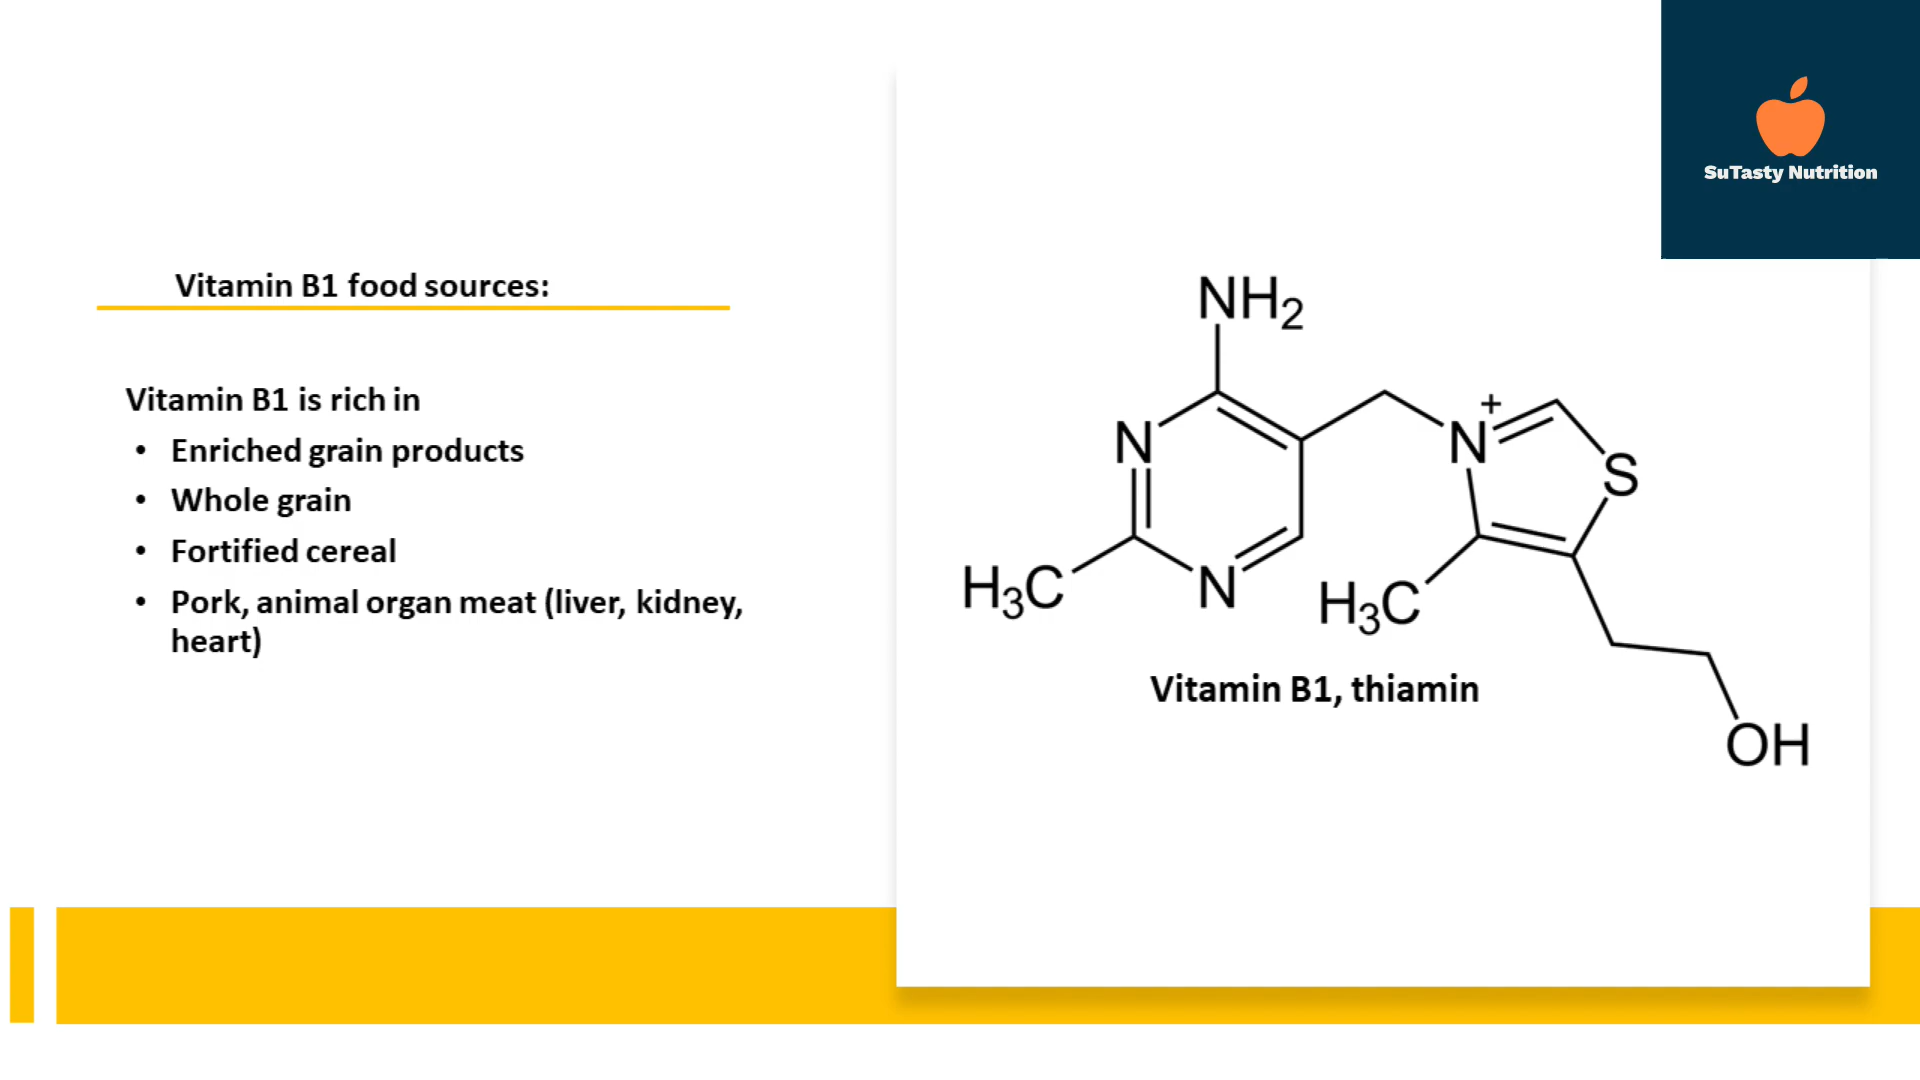 SuTasty Nutrition
Vitamin B1 food sources:
Vitamin B1 is rich in
• Enriched grain products
• Whole grain
• Fortified cereal
• Pork, animal organ meat (liver, kidney,
heart)
NH2
N
N
H3C
N
+
S
H3C
OH
Vitamin B1, thiamin